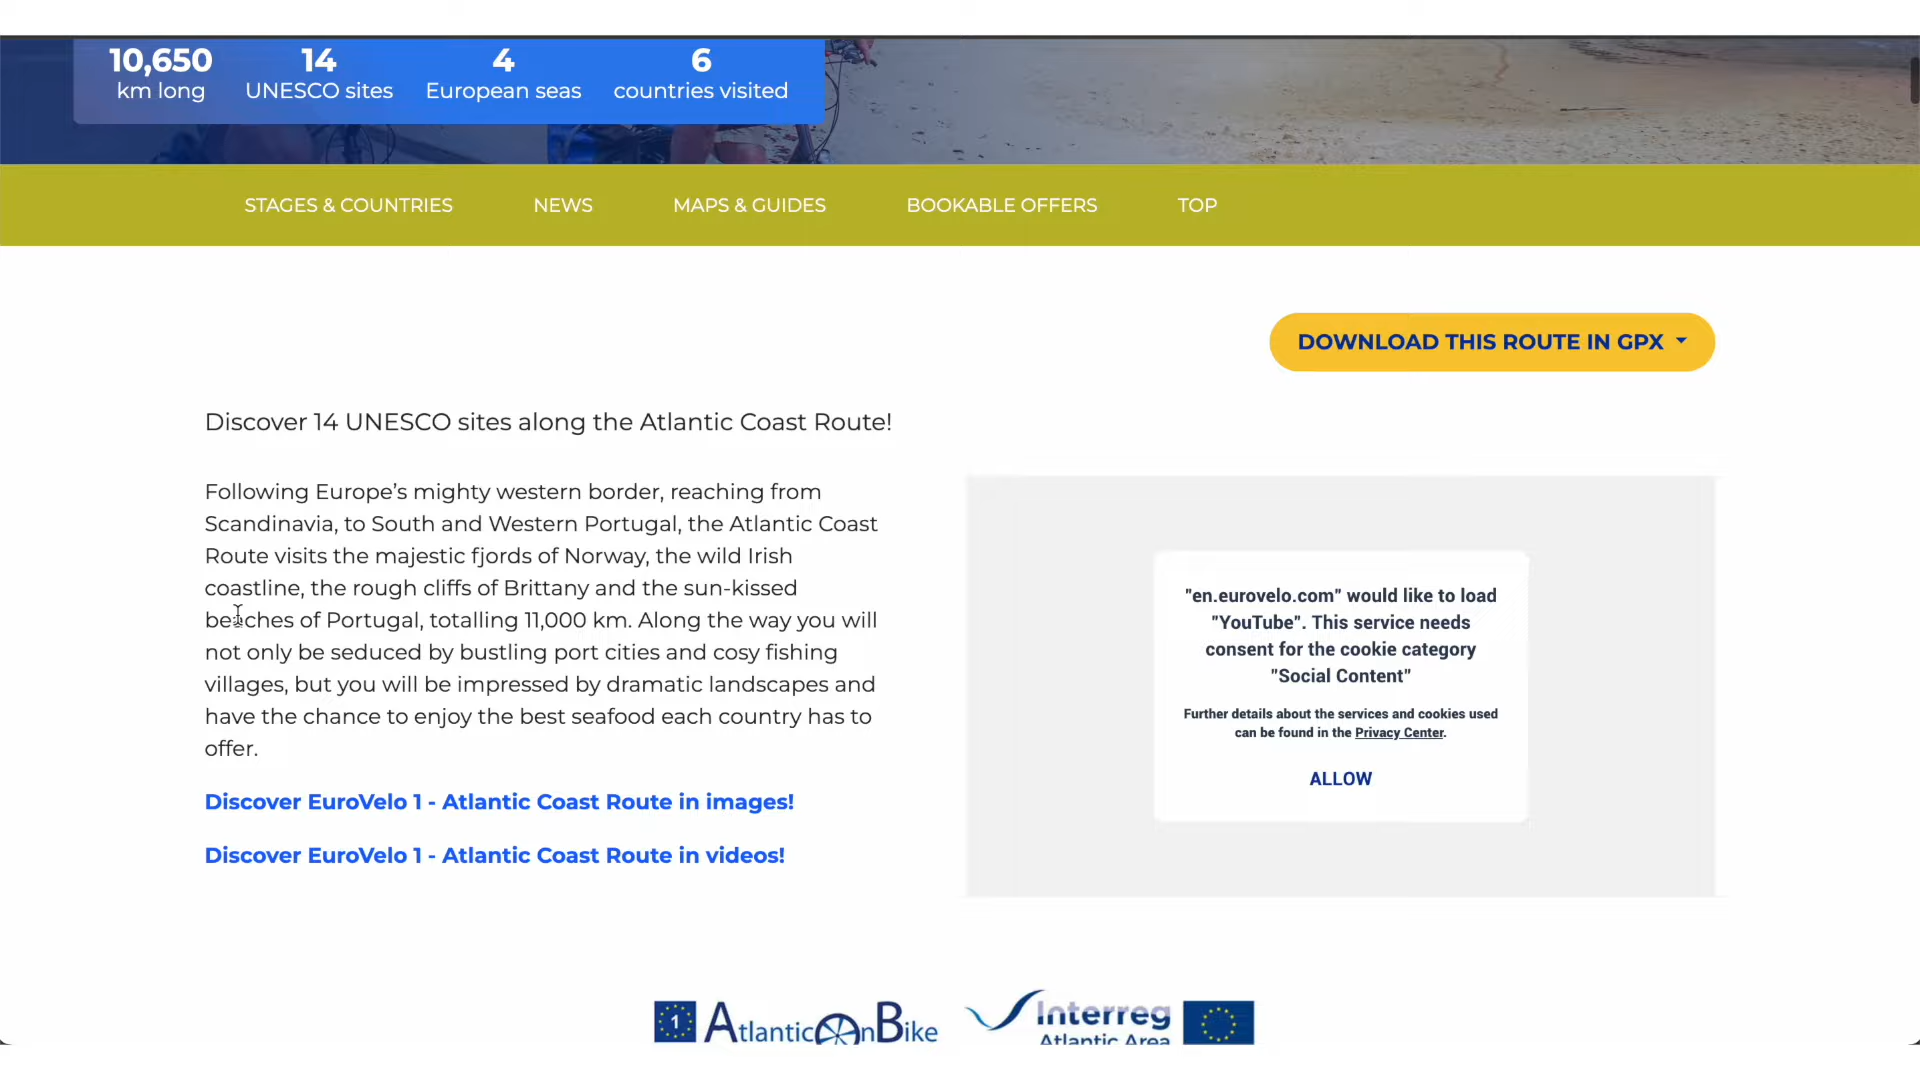 10,650
km long
14
UNESCO sites
4
European seas
6
countries visited
STAGES & COUNTRIES
NEWS
MAPS & GUIDES
BOOKABLE OFFERS
TOP
DOWNLOAD THIS ROUTE IN GPX
Discover 14 UNESCO sites along the Atlantic Coast Route!
Following Europe’s mighty western border, reaching from
Scandinavia, to South and Western Portugal, the Atlantic Coast
Route visits the majestic fjords of Norway, the wild Irish
coastline, the rough cliffs of Brittany and the sun-kissed
beaches of Portugal, totalling 11,000 km. Along the way you will
not only be seduced by bustling port cities and cosy fishing
villages, but you will be impressed by dramatic landscapes and
have the chance to enjoy the best seafood each country has to
offer.
Discover EuroVelo 1 - Atlantic Coast Route in images!
Discover EuroVelo 1 - Atlantic Coast Route in videos!
"en.eurovelo.com" would like to load
"YouTube". This service needs
consent for the cookie category
"Social Content"
Further details about the services and cookies used
can be found in the Privacy Center.
ALLOW
1
AtlanticOnBike
Interreg
Atlantic Area